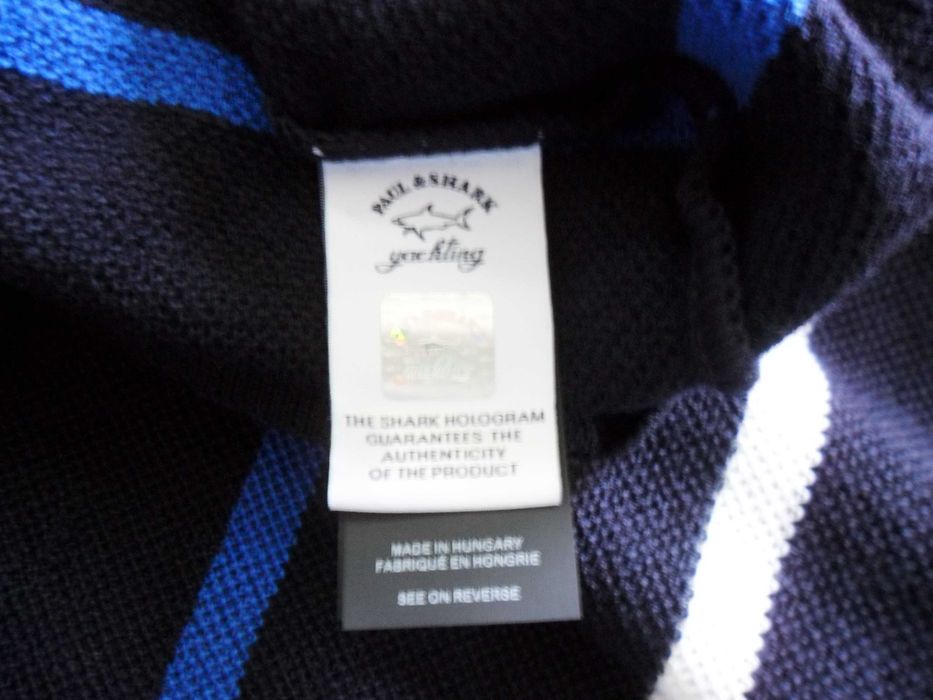 PAUL & SHARK
yachting
THE SHARK HOLOGRAM
GUARANTEES THE
AUTHENTICITY
OF THE PRODUCT
MADE IN HUNGARY
FABRIQUÉ EN HONGRIE
SEE ON REVERSE